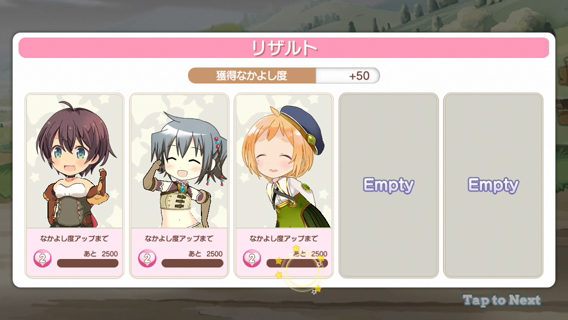 リザルト
獲得なかよし度 +50
なかよし度アップまで
2 あと 2500
なかよし度アップまで
2 あと 2500
なかよし度アップまで
2 あと 2500
Empty
Empty
Tap to Next